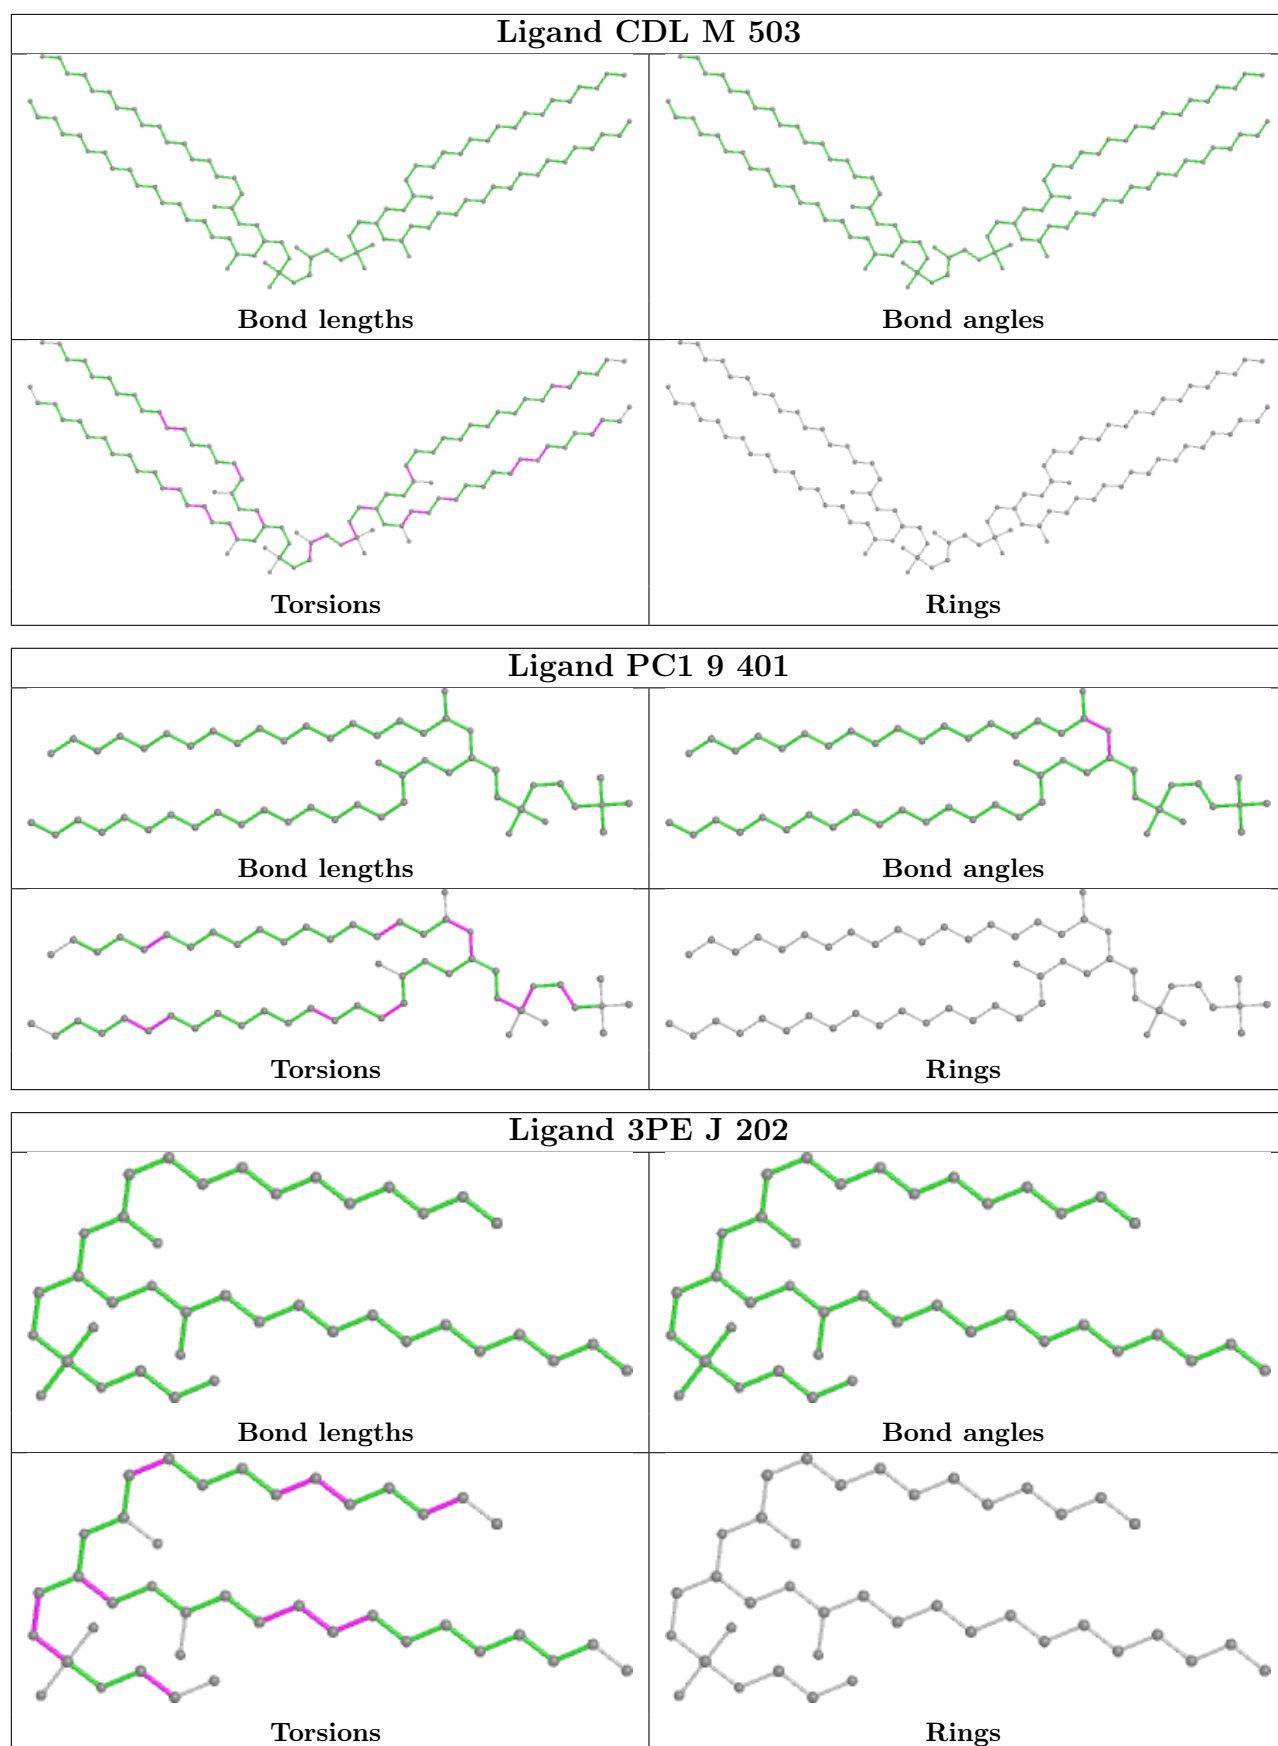 Ligand CDL M 503
Bond lengths
Bond angles
Torsions
Rings
Ligand PC1 9 401
Bond lengths
Bond angles
Torsions
Rings
Ligand 3PE J 202
Bond lengths
Bond angles
Torsions
Rings